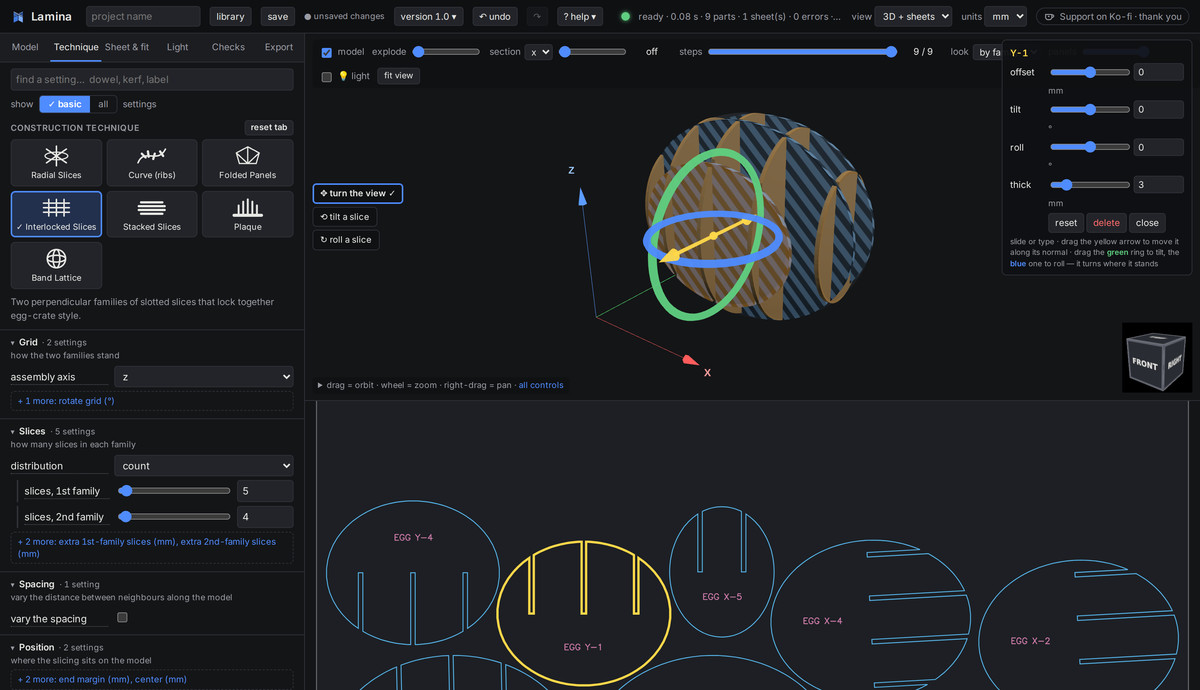 Lamina project name library save unsaved changes version 1.0 ▾ ↶ undo ↷ ? help ▾ ready · 0.08 s · 9 parts · 1 sheet(s) · 0 errors ·... view 3D + sheets units mm Support on Ko-fi · thank you
Model Technique Sheet & fit Light Checks Export
find a setting... dowel, kerf, label
show ✓ basic all settings
CONSTRUCTION TECHNIQUE reset tab
Radial Slices Curve (ribs) Folded Panels
✓ Interlocked Slices Stacked Slices Plaque
Band Lattice
Two perpendicular families of slotted slices that lock together
egg-crate style.
▾ Grid · 2 settings
how the two families stand
assembly axis z
+ 1 more: rotate grid (°)
▾ Slices · 5 settings
how many slices in each family
distribution count
slices, 1st family 5
slices, 2nd family 4
+ 2 more: extra 1st-family slices (mm), extra 2nd-family slices
(mm)
▾ Spacing · 1 setting
vary the distance between neighbours along the model
vary the spacing
▾ Position · 2 settings
where the slicing sits on the model
+ 2 more: end margin (mm), center (mm)
model explode section x off steps 9 / 9 look by fa
💡 light fit view
✥ turn the view ✓
⟲ tilt a slice
↻ roll a slice
Z
X
▸ drag = orbit · wheel = zoom · right-drag = pan · all controls
Y-1
offset 0
mm
tilt 0
°
roll 0
°
thick 3
mm
reset delete close
slide or type · drag the yellow arrow to move it
along its normal · drag the green ring to tilt, the
blue one to roll — it turns where it stands
FRONT RIGHT
EGG Y-4
EGG Y-1
EGG X-5
EGG X-4
EGG X-2